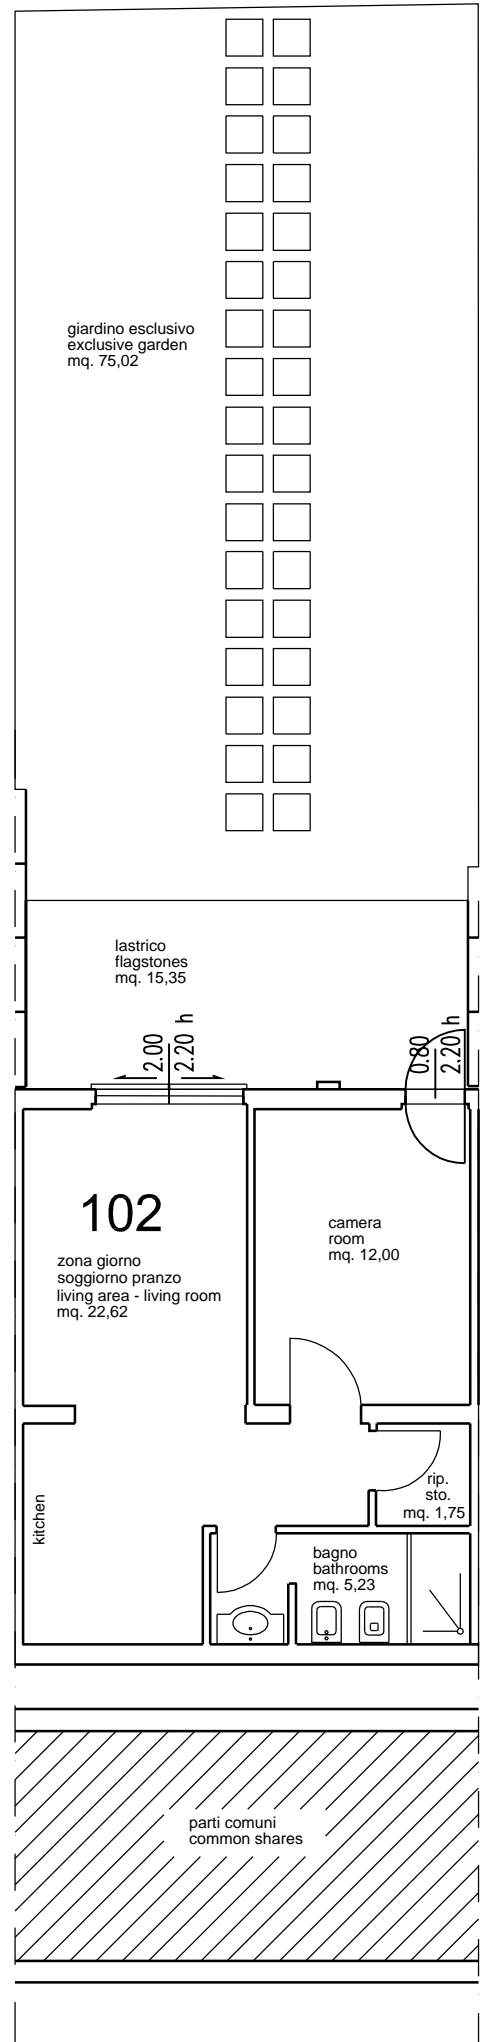 giardino esclusivo
exclusive garden
mq. 75,02
lastrico
flagstones
mq. 15,35
2.00
2.20 h
0.80
2.20 h
102
zona giorno
soggiorno pranzo
living area - living room
mq. 22,62
camera
room
mq. 12,00
kitchen
rip.
sto.
mq. 1,75
bagno
bathrooms
mq. 5,23
parti comuni
common shares